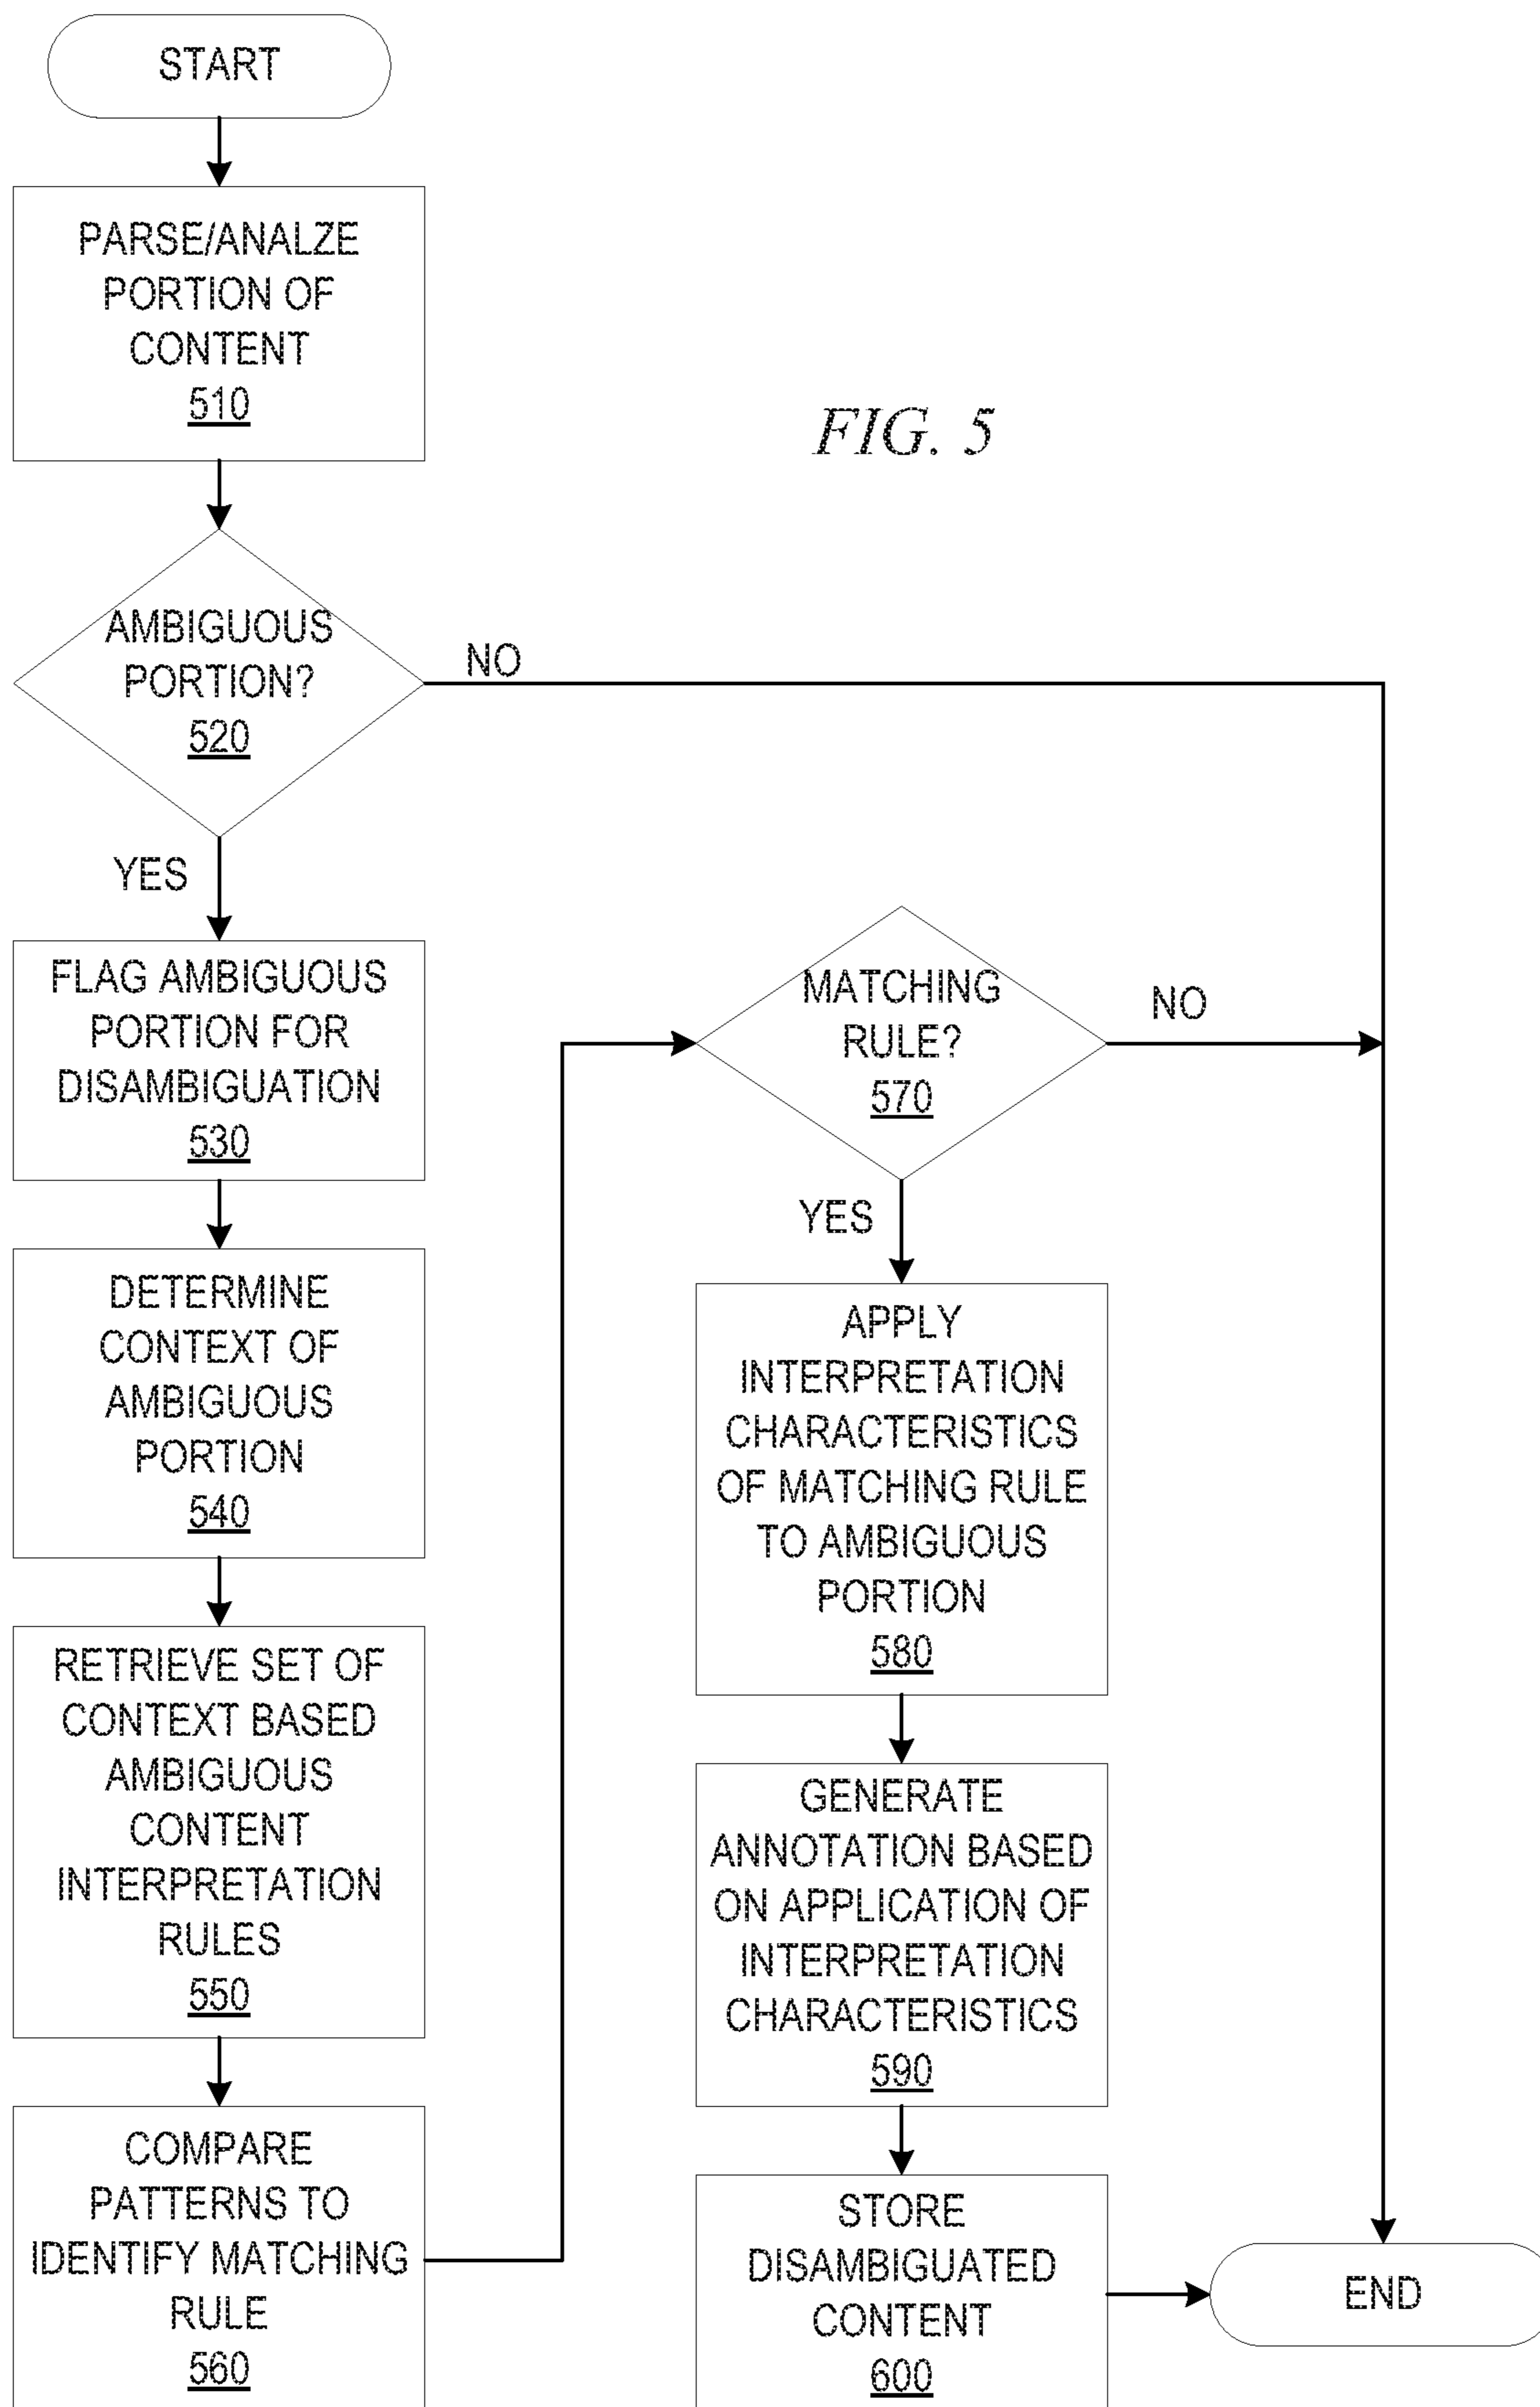 START
PARSE/ANALZE
PORTION OF
CONTENT
510
FIG. 5
AMBIGUOUS
PORTION?
520
NO
YES
FLAG AMBIGUOUS
PORTION FOR
DISAMBIGUATION
530
DETERMINE
CONTEXT OF
AMBIGUOUS
PORTION
540
RETRIEVE SET OF
CONTEXT BASED
AMBIGUOUS
CONTENT
INTERPRETATION
RULES
550
COMPARE
PATTERNS TO
IDENTIFY MATCHING
RULE
560
MATCHING
RULE?
570
NO
YES
APPLY
INTERPRETATION
CHARACTERISTICS
OF MATCHING RULE
TO AMBIGUOUS
PORTION
580
GENERATE
ANNOTATION BASED
ON APPLICATION OF
INTERPRETATION
CHARACTERISTICS
590
STORE
DISAMBIGUATED
CONTENT
600
END